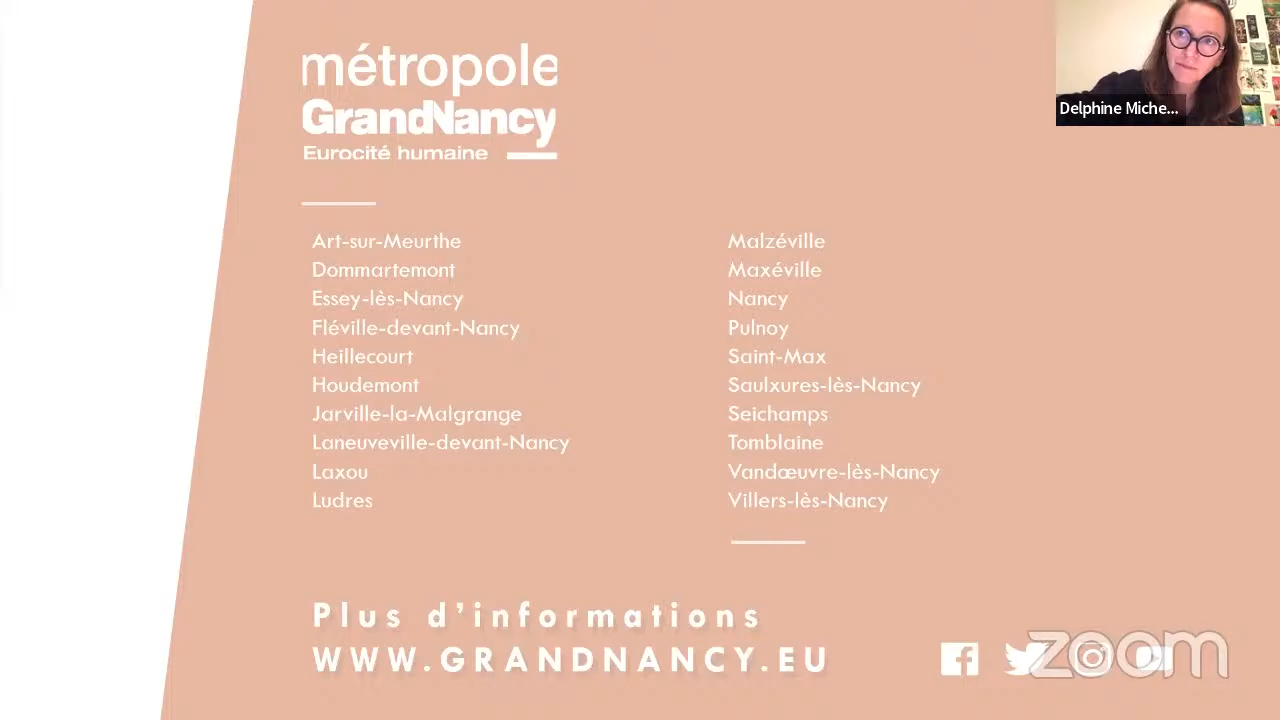 métropole
GrandNancy
Eurocité humaine
Delphine Miche...
Art-sur-Meurthe
Dommartemont
Essey-lès-Nancy
Fléville-devant-Nancy
Heillecourt
Houdemont
Jarville-la-Malgrange
Laneuveville-devant-Nancy
Laxou
Ludres
Malzéville
Maxéville
Nancy
Pulnoy
Saint-Max
Saulxures-lès-Nancy
Seichamps
Tomblaine
Vandœuvre-lès-Nancy
Villers-lès-Nancy
Plus d’informations
WWW.GRANDNANCY.EU
zoom